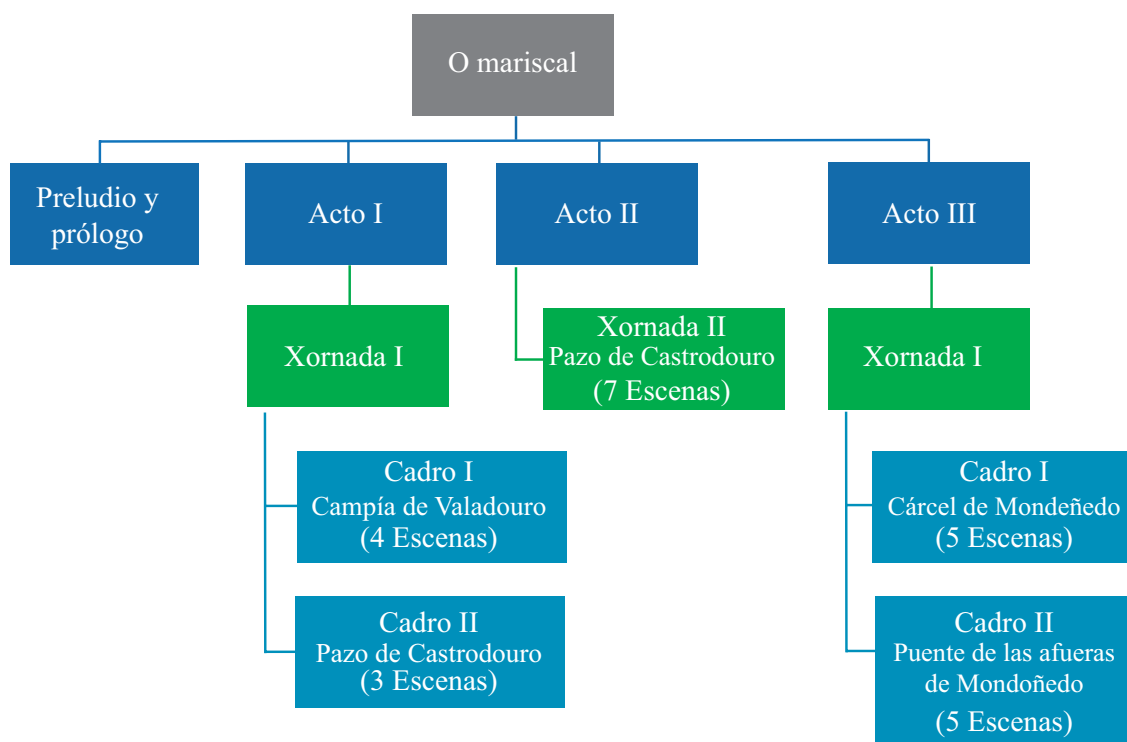 O mariscal
Preludio y
prólogo
Acto I
Acto II
Acto III
Xornada I
Xornada II
Pazo de Castrodouro
(7 Escenas)
Xornada I
Cadro I
Campía de Valadouro
(4 Escenas)
Cadro I
Cárcel de Mondeñedo
(5 Escenas)
Cadro II
Pazo de Castrodouro
(3 Escenas)
Cadro II
Puente de las afueras
de Mondoñedo
(5 Escenas)